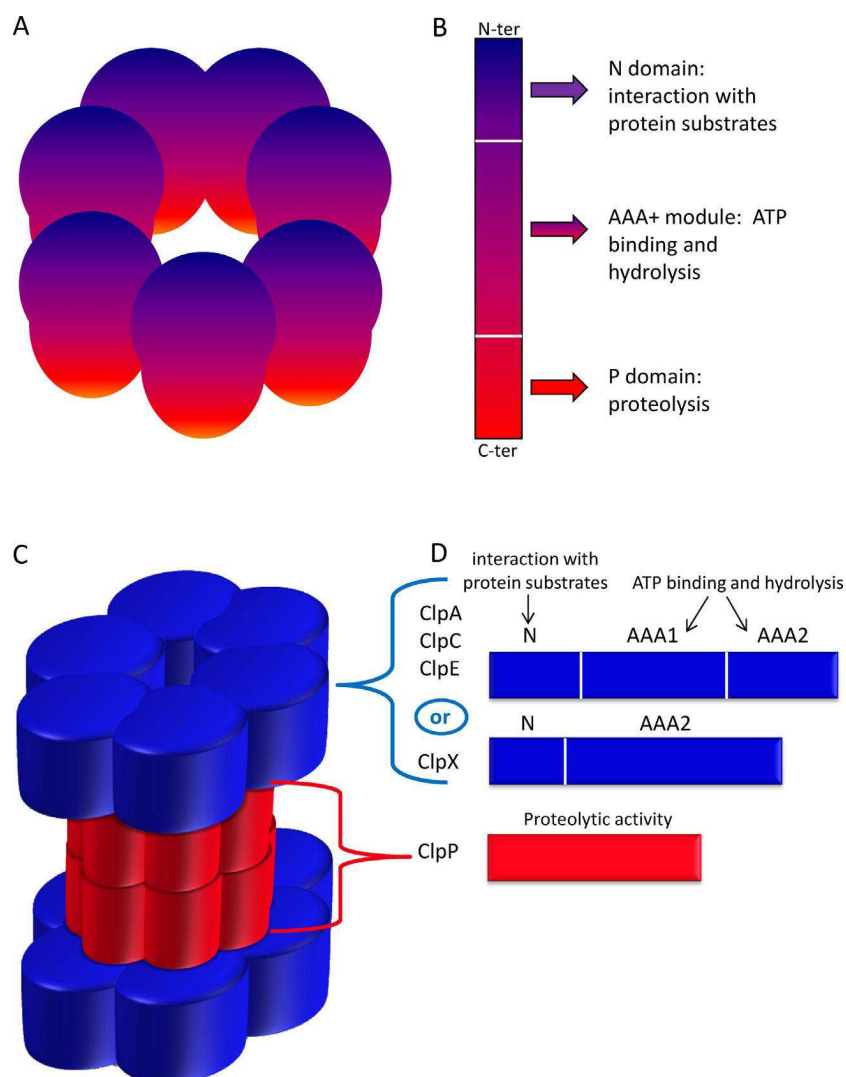 A
B
N-ter
N domain:
interaction with
protein substrates
AAA+ module: ATP
binding and
hydrolysis
P domain:
proteolysis
C-ter
C
D
interaction with
protein substrates
ATP binding and hydrolysis
ClpA
ClpC
ClpE
N
AAA1
AAA2
or
N
AAA2
ClpX
Proteolytic activity
ClpP